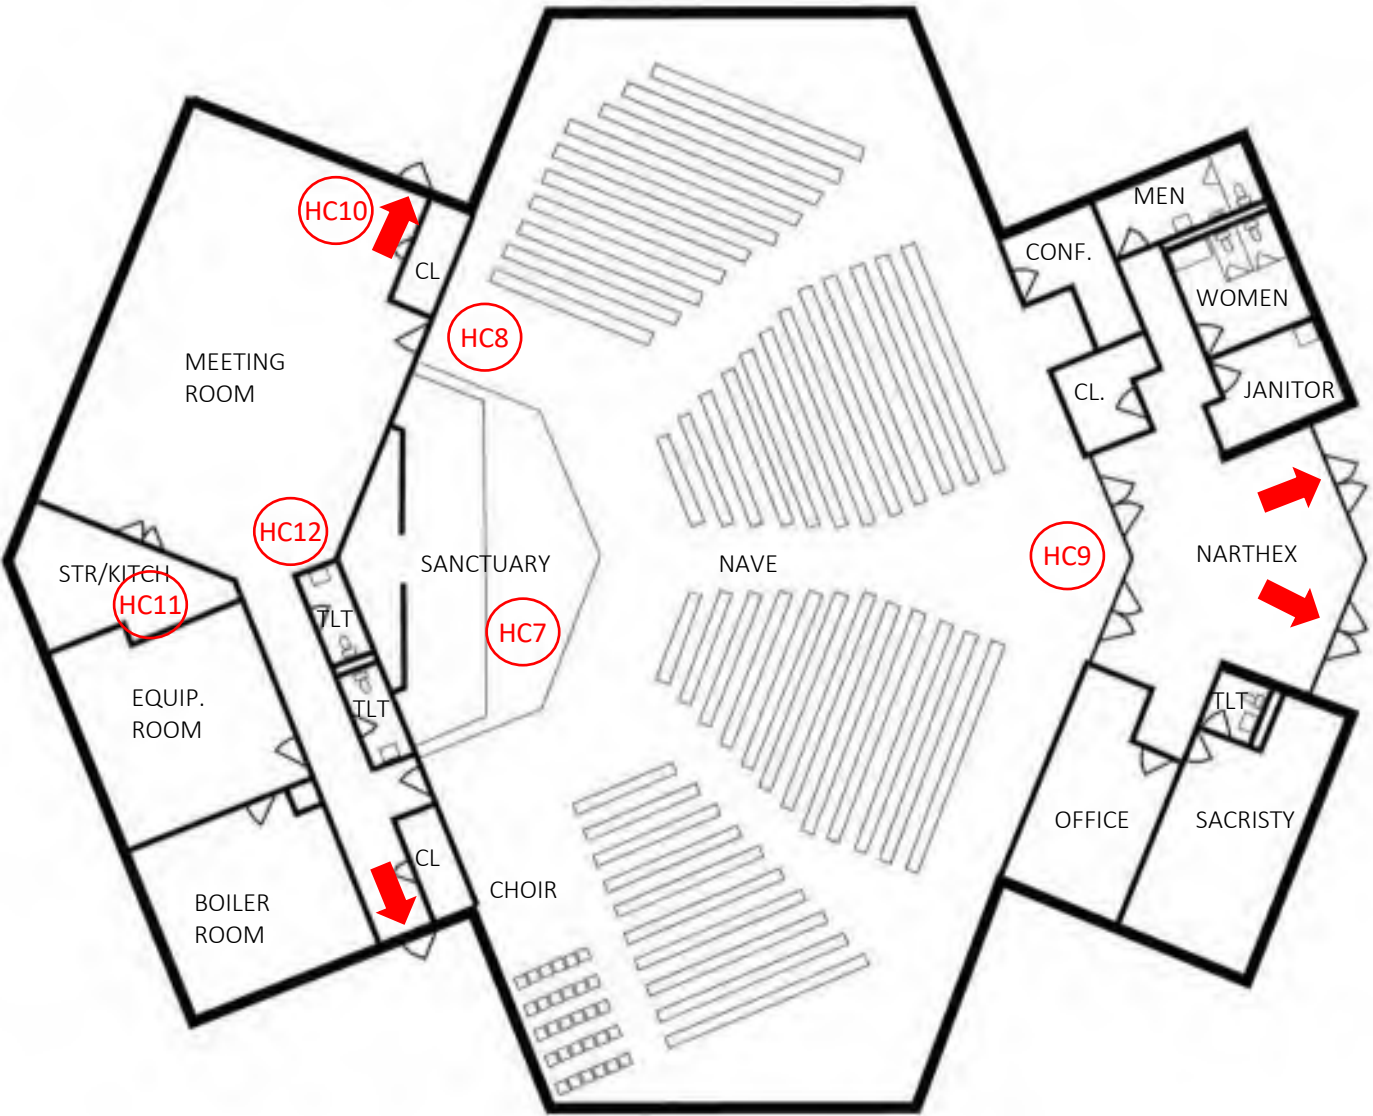 MEN
HC10
CONF.
CL
WOMEN
HC8
MEETING
ROOM
CL.
JANITOR
HC12
SANCTUARY
NAVE
HC9
NARTHEX
STR/KITCH
HC11
TLT
HC7
EQUIP.
ROOM
TLT
TLT
OFFICE
SACRISTY
CL
CHOIR
BOILER
ROOM